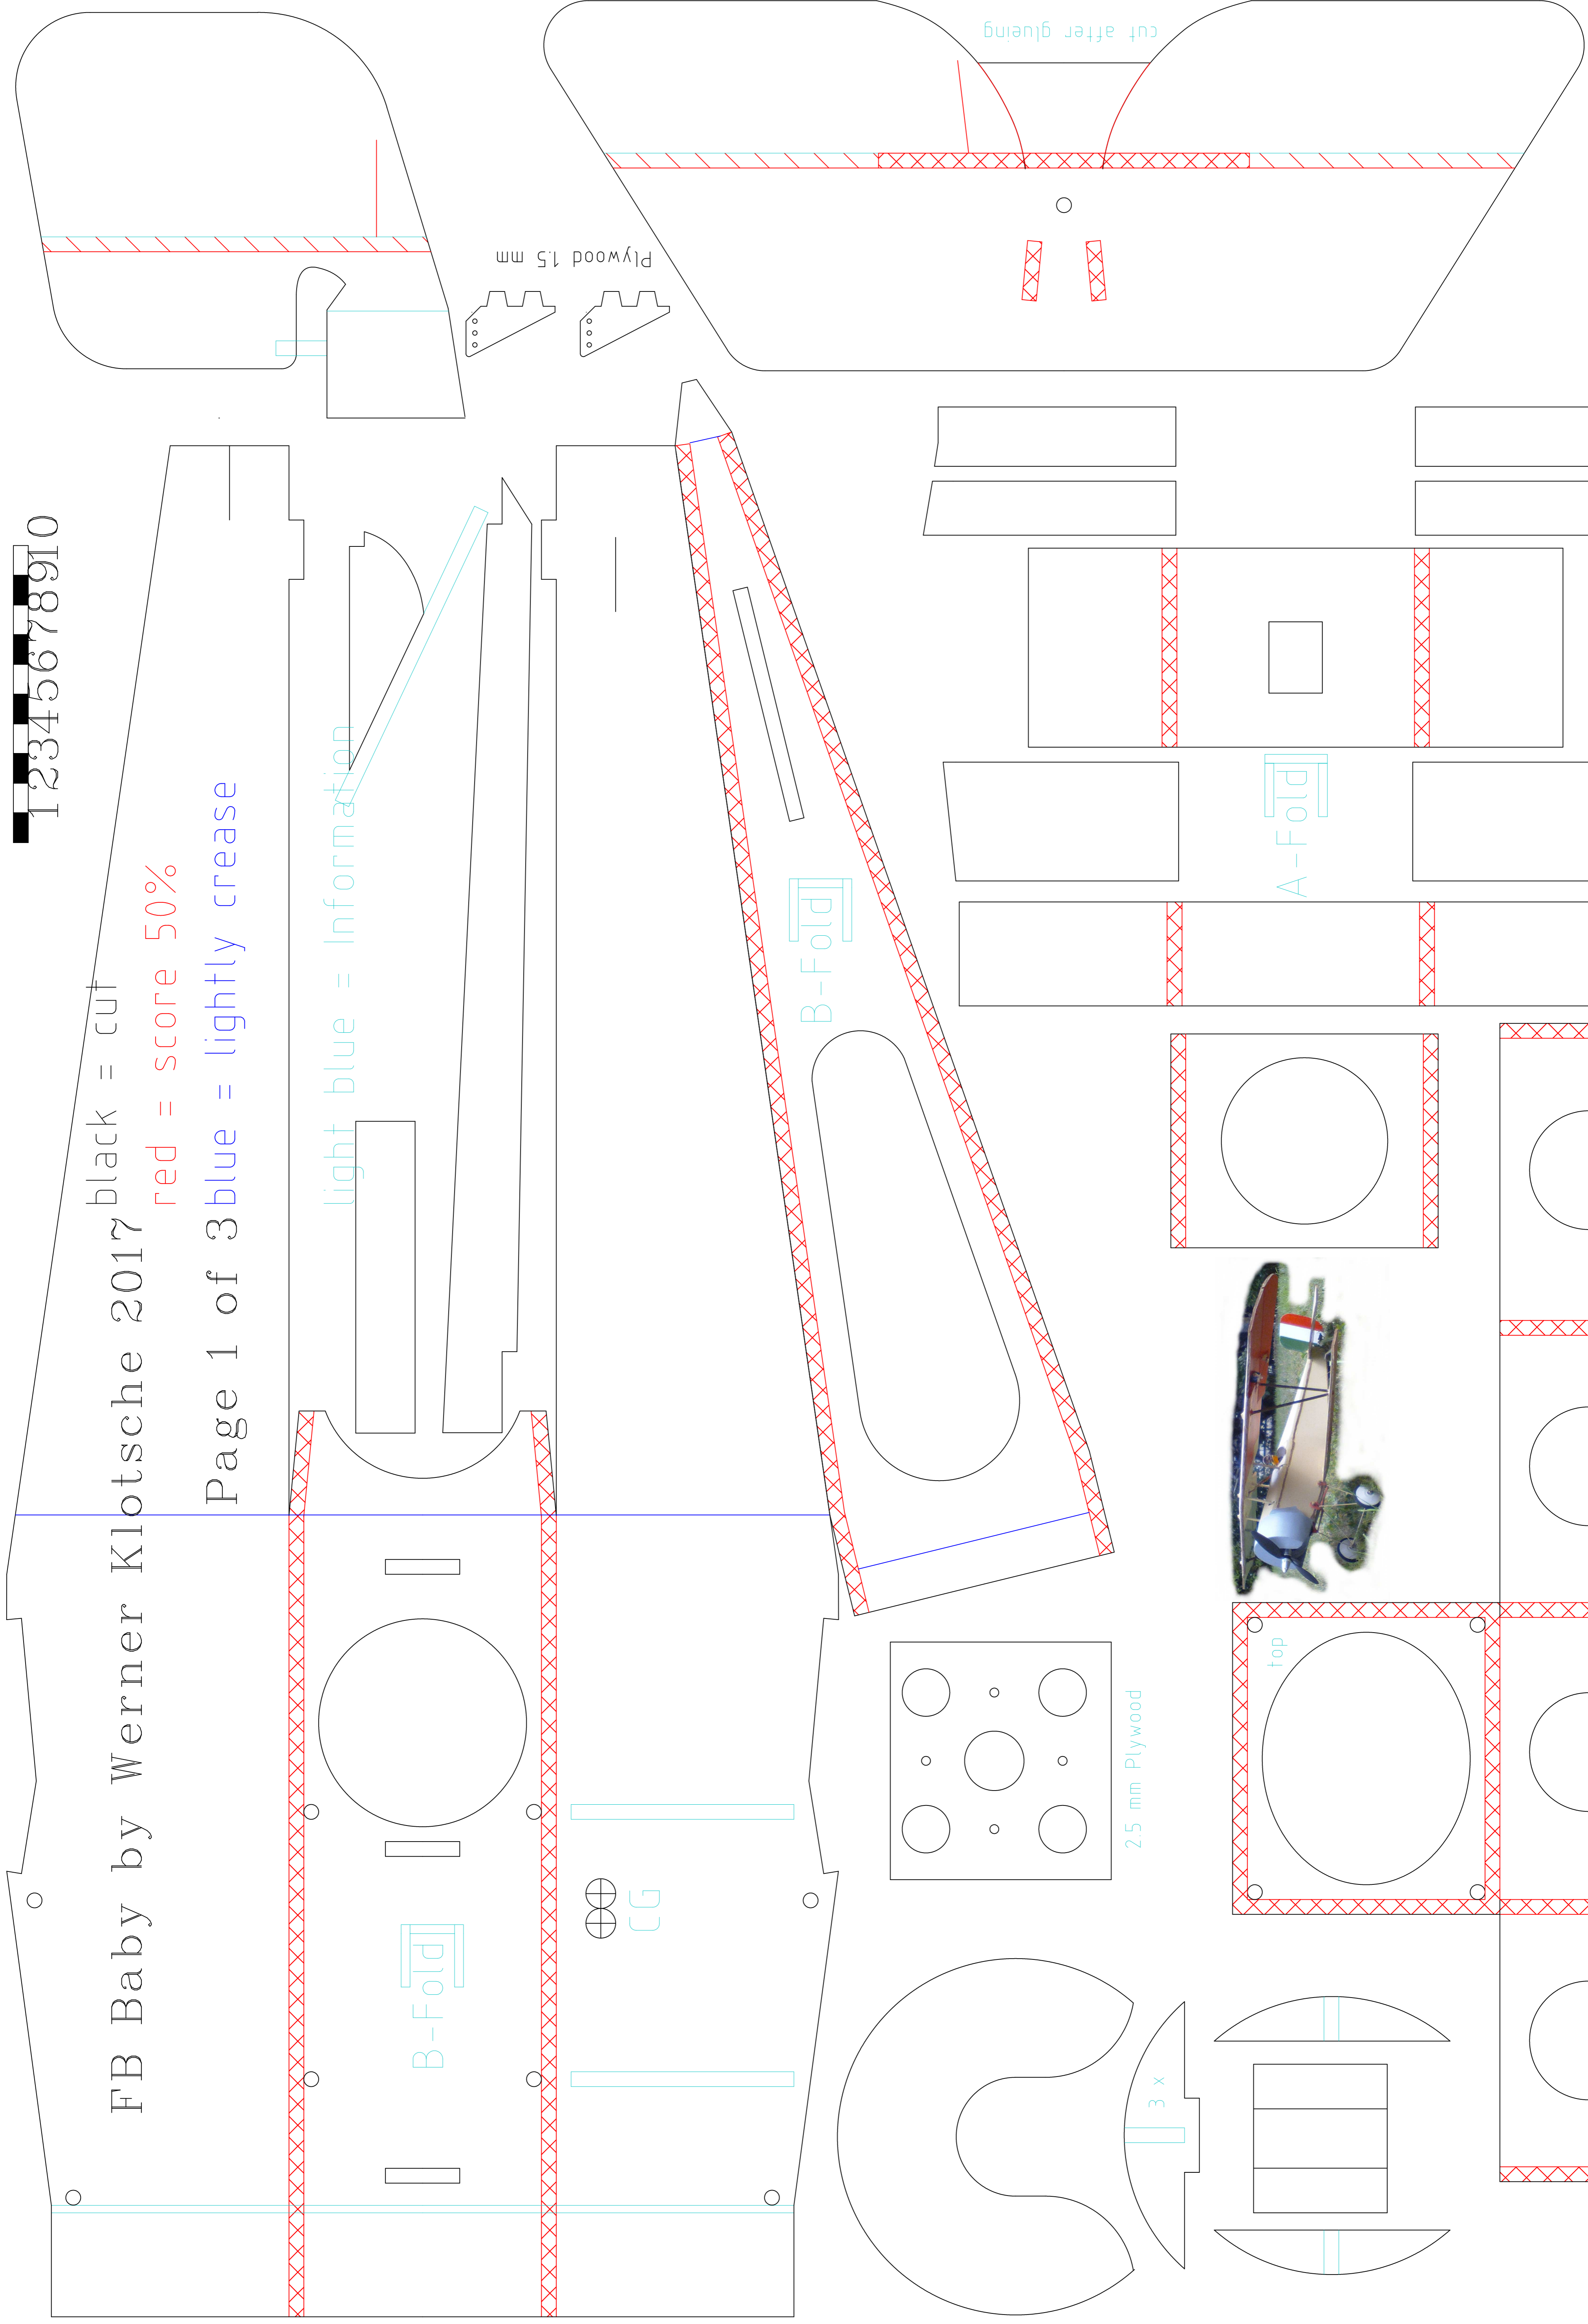 cut after glueing
Plywood 1.5 mm
12345678910
black = cut
red = score 50%
blue = lightly crease
light blue = Information
FB Baby by Werner Klotsche 2017
Page 1 of 3
B-Fold
A-Fold
top
2.5 mm Plywood
CG
B-Fold
3 x